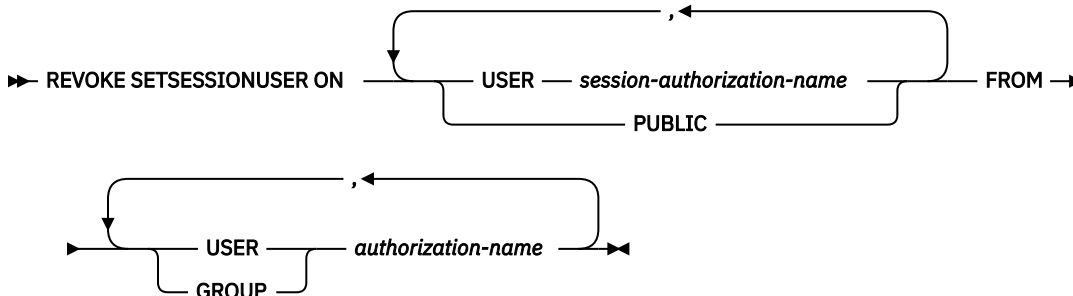 ,
REVOKE SETSESSIONUSER ON USER session-authorization-name FROM
PUBLIC
,
USER authorization-name
GROUP